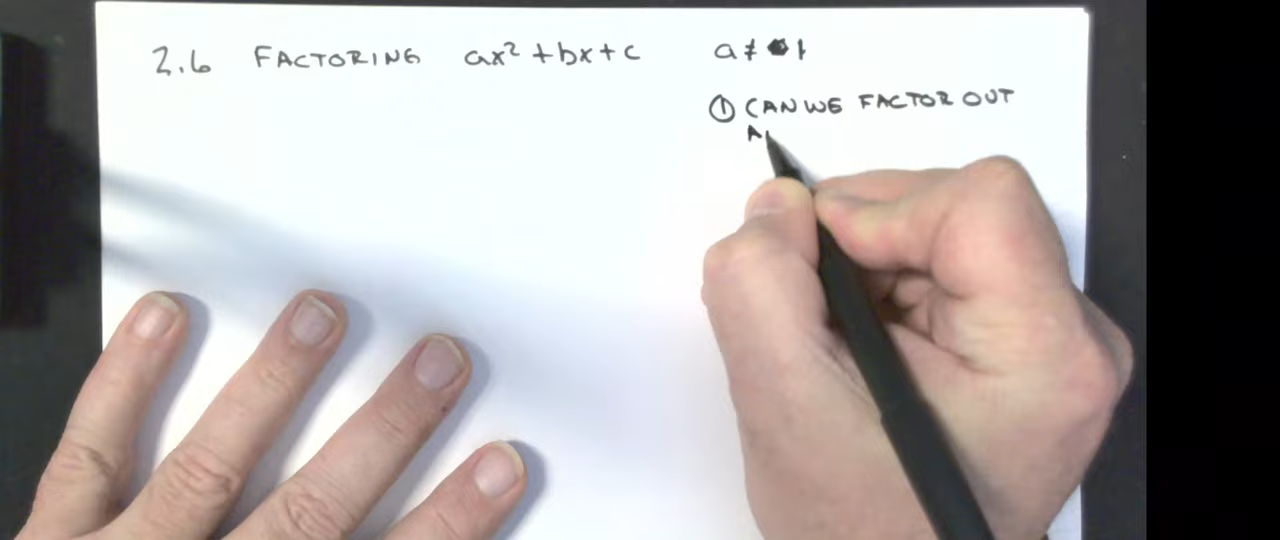 2.6 FACTORING ax² + bx + c a ≠ 1
① CAN WE FACTOR OUT
A